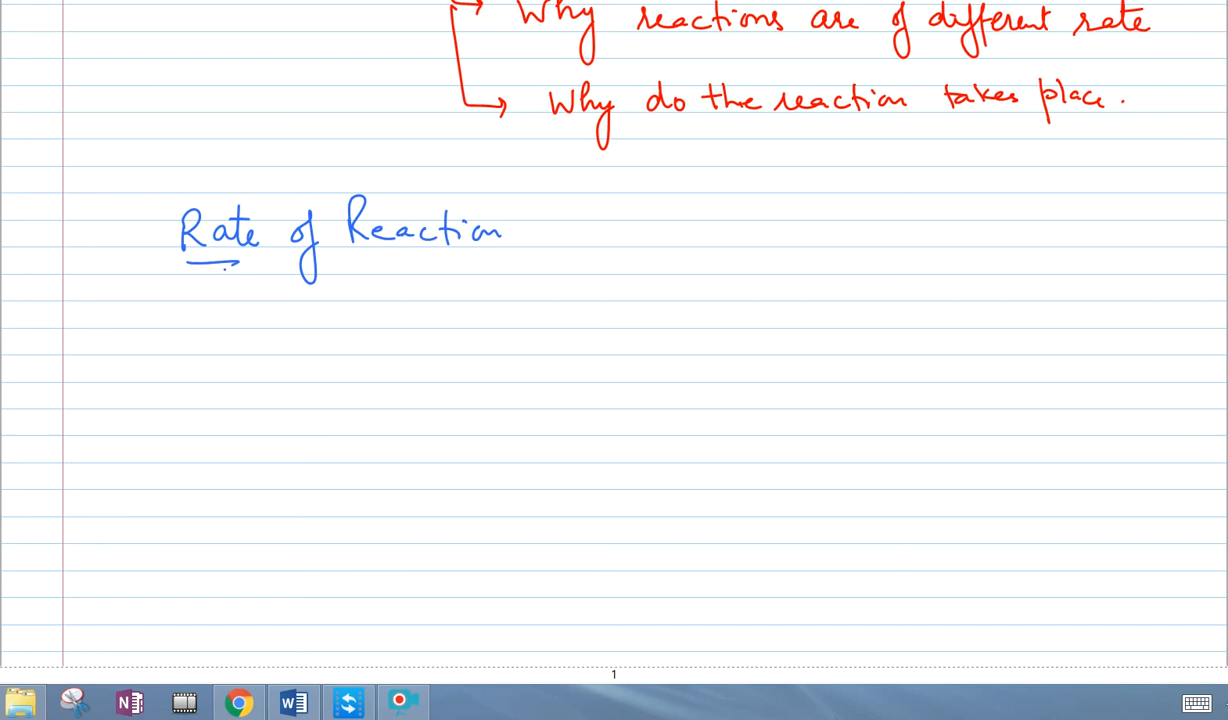 Why reactions are of different rate
Why do the reaction takes place.
Rate of Reaction
1